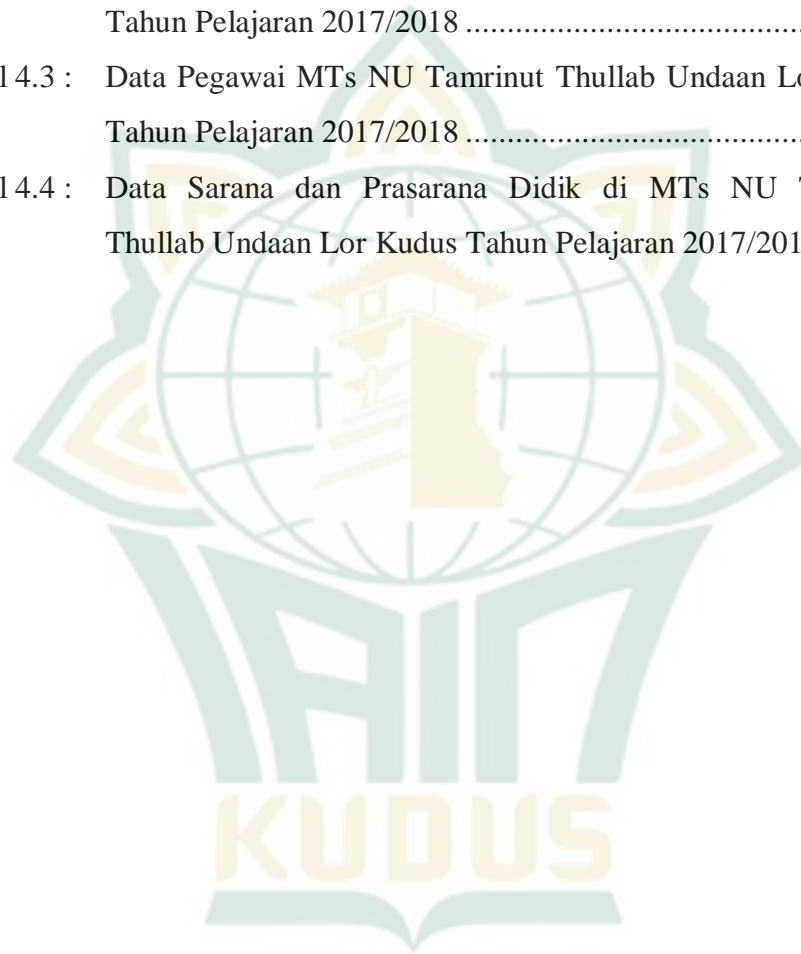 Tahun Pelajaran 2017/2018 ....................................
l 4.3 : Data Pegawai MTs NU Tamrinut Thullab Undaan Lo
Tahun Pelajaran 2017/2018 ....................................
l 4.4 : Data Sarana dan Prasarana Didik di MTs NU
Thullab Undaan Lor Kudus Tahun Pelajaran 2017/201
IAIN
KUDUS